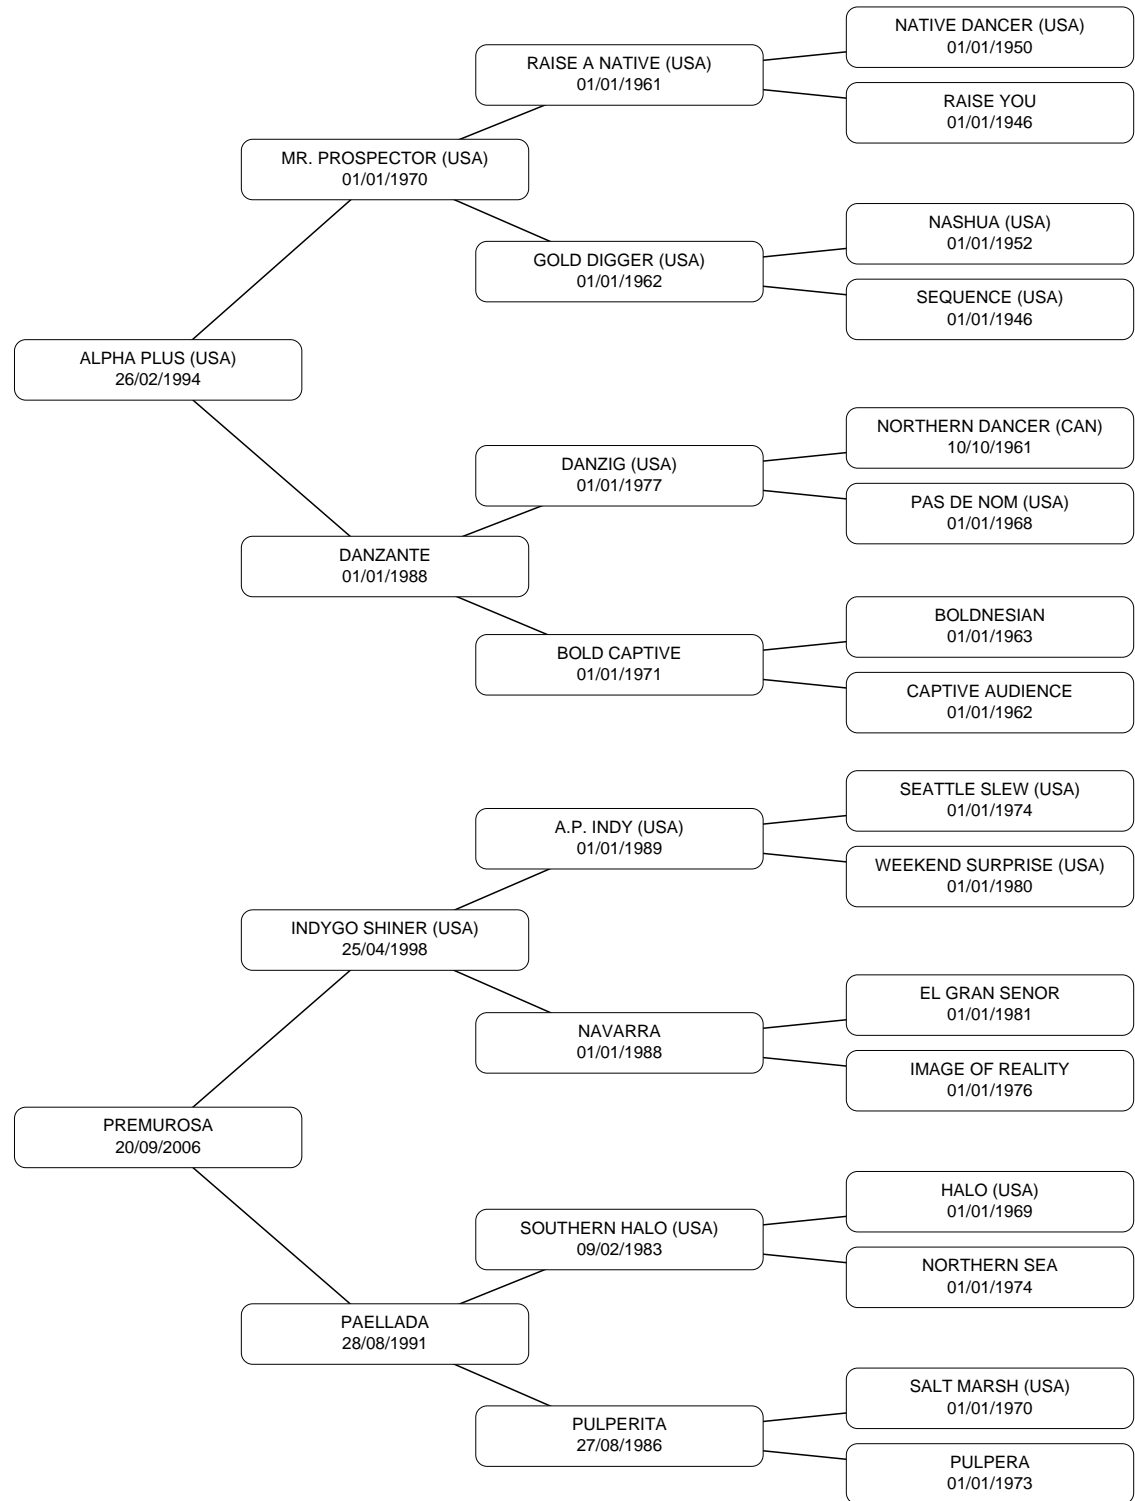 NATIVE DANCER (USA)
01/01/1950
RAISE A NATIVE (USA)
01/01/1961
RAISE YOU
01/01/1946
MR. PROSPECTOR (USA)
01/01/1970
NASHUA (USA)
01/01/1952
GOLD DIGGER (USA)
01/01/1962
SEQUENCE (USA)
01/01/1946
ALPHA PLUS (USA)
26/02/1994
NORTHERN DANCER (CAN)
10/10/1961
DANZIG (USA)
01/01/1977
PAS DE NOM (USA)
01/01/1968
DANZANTE
01/01/1988
BOLDNESIAN
01/01/1963
BOLD CAPTIVE
01/01/1971
CAPTIVE AUDIENCE
01/01/1962
SEATTLE SLEW (USA)
01/01/1974
A.P. INDY (USA)
01/01/1989
WEEKEND SURPRISE (USA)
01/01/1980
INDYGO SHINER (USA)
25/04/1998
EL GRAN SENOR
01/01/1981
NAVARRA
01/01/1988
IMAGE OF REALITY
01/01/1976
PREMUROSA
20/09/2006
HALO (USA)
01/01/1969
SOUTHERN HALO (USA)
09/02/1983
NORTHERN SEA
01/01/1974
PAELLADA
28/08/1991
SALT MARSH (USA)
01/01/1970
PULPERITA
27/08/1986
PULPERA
01/01/1973